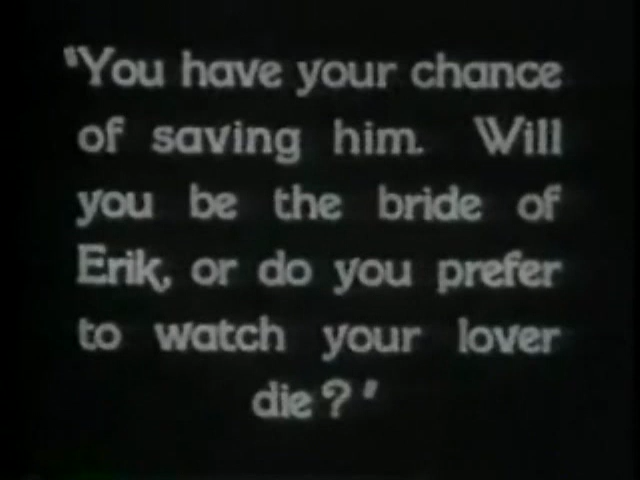 "You have your chance
of saving him. Will
you be the bride of
Erik, or do you prefer
to watch your lover
die?"